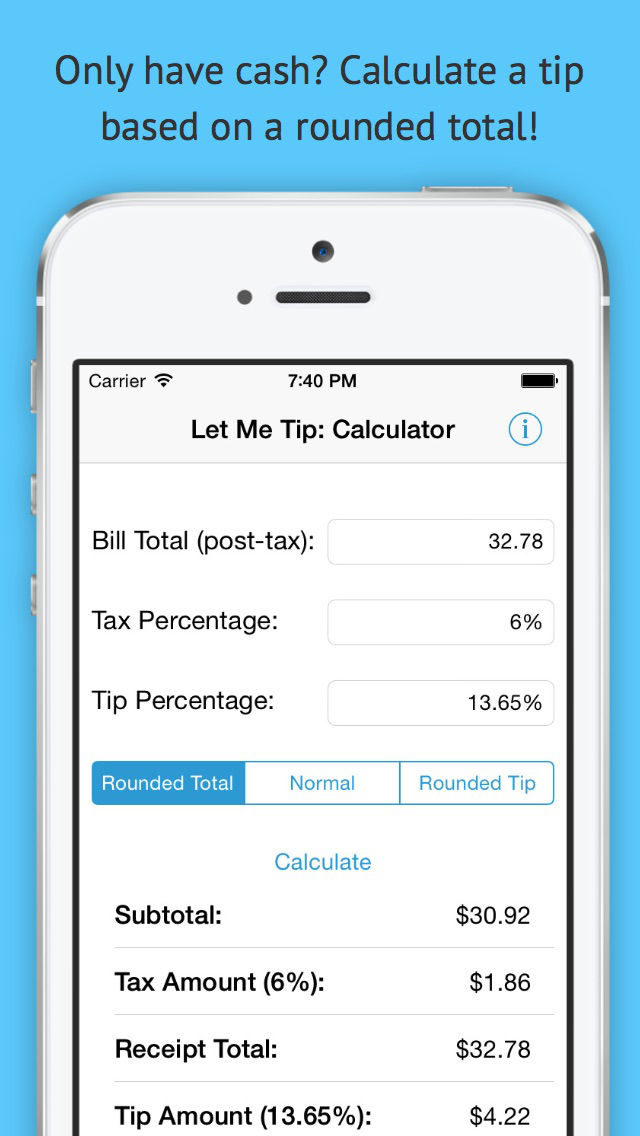 Only have cash? Calculate a tip
based on a rounded total!
Carrier 7:40 PM
Let Me Tip: Calculator i
Bill Total (post-tax): 32.78
Tax Percentage: 6%
Tip Percentage: 13.65%
Rounded Total Normal Rounded Tip
Calculate
Subtotal: $30.92
Tax Amount (6%): $1.86
Receipt Total: $32.78
Tip Amount (13.65%): $4.22